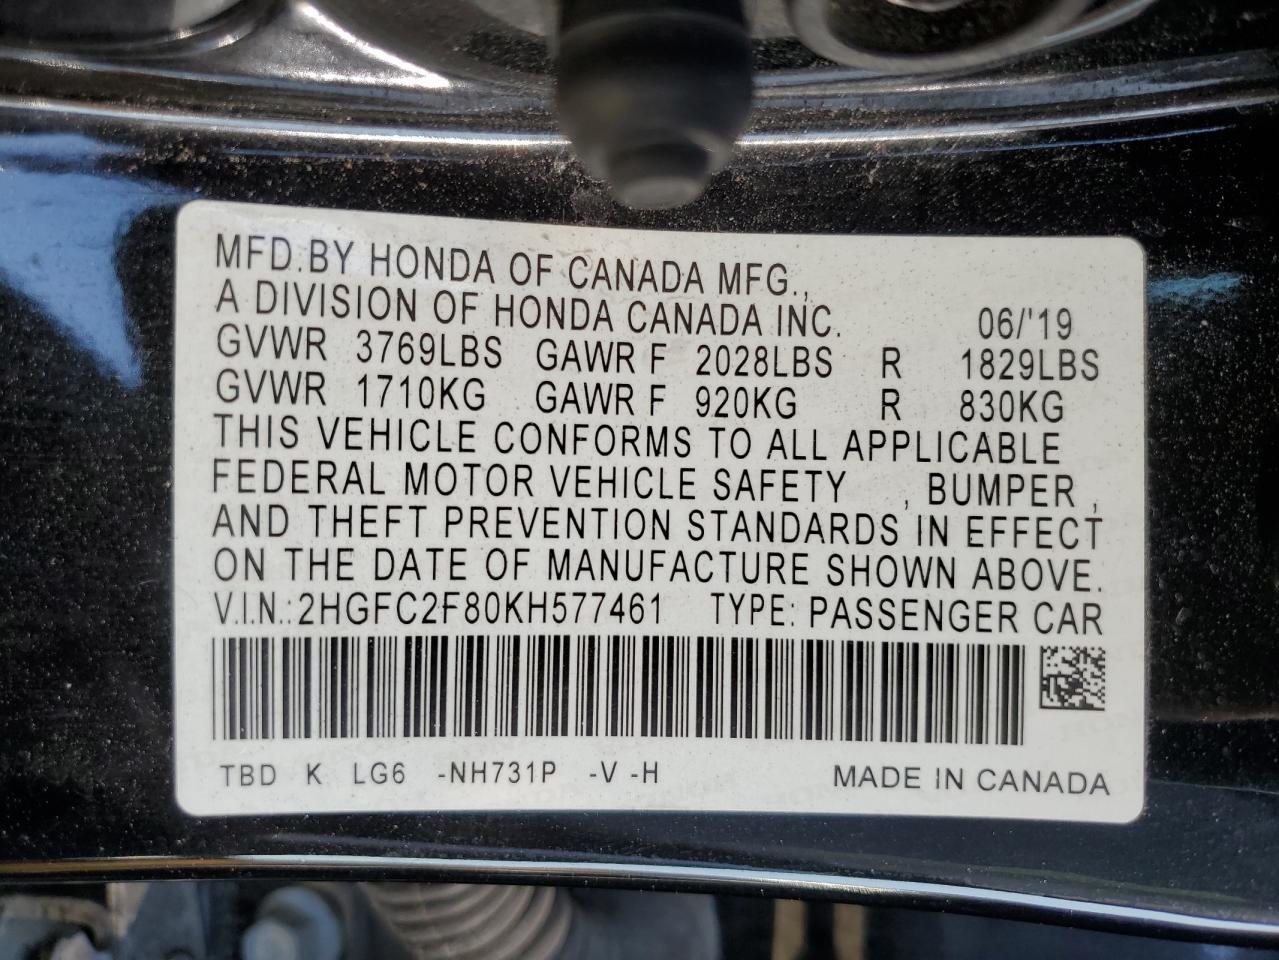 MFD.BY HONDA OF CANADA MFG.,
A DIVISION OF HONDA CANADA INC. 06/'19
GVWR 3769LBS GAWR F 2028LBS R 1829LBS
GVWR 1710KG GAWR F 920KG R 830KG
THIS VEHICLE CONFORMS TO ALL APPLICABLE
FEDERAL MOTOR VEHICLE SAFETY , BUMPER ,
AND THEFT PREVENTION STANDARDS IN EFFECT
ON THE DATE OF MANUFACTURE SHOWN ABOVE.
V.I.N.: 2HGFC2F80KH577461 TYPE: PASSENGER CAR
TBD K LG6 -NH731P -V -H MADE IN CANADA